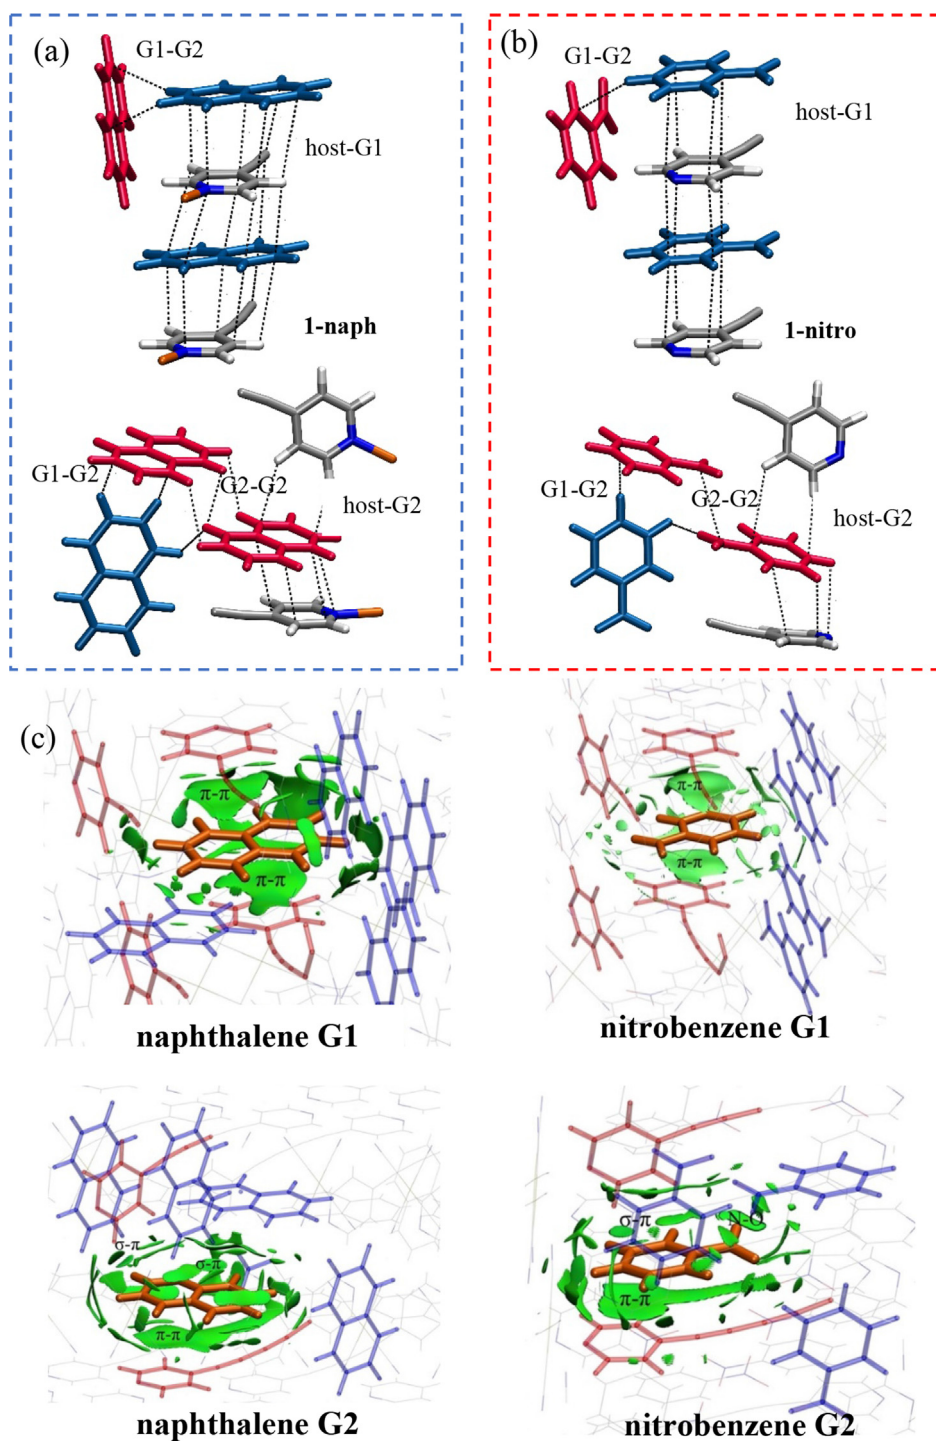 (a)
G1-G2
host-G1
1-naph
G1-G2
G2-G2
host-G2
(b)
G1-G2
host-G1
1-nitro
G1-G2
G2-G2
host-G2
(c)
π-π
π-π
naphthalene G1
π-π
π-π
nitrobenzene G1
σ-π
σ-π
π-π
naphthalene G2
σ-π
N-O
π-π
nitrobenzene G2